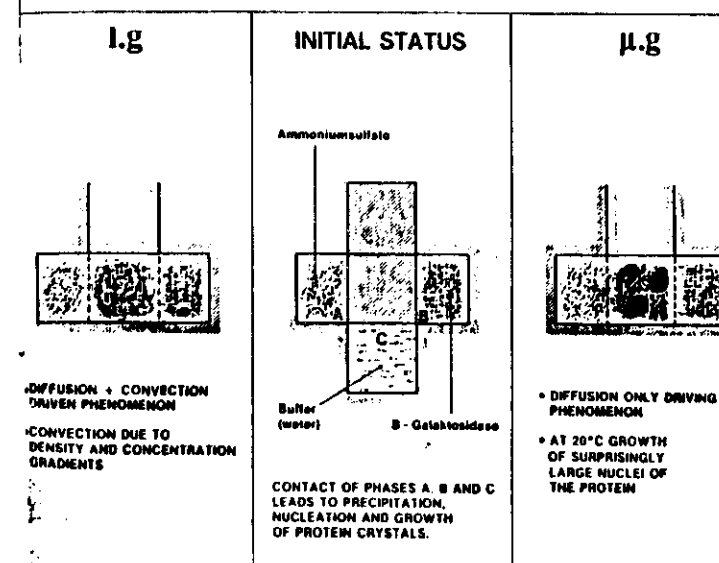 1.g
•DIFFUSION + CONVECTION
DRIVEN PHENOMENON
•CONVECTION DUE TO
DENSITY AND CONCENTRATION
GRADIENTS
INITIAL STATUS
Ammoniumsulfate
A
B
C
Buffer
(water)
B - Galaktosidase
CONTACT OF PHASES A. B AND C
LEADS TO PRECIPITATION,
NUCLEATION AND GROWTH
OF PROTEIN CRYSTALS.
µ.g
• DIFFUSION ONLY DRIVING
PHENOMENON
• AT 20°C GROWTH
OF SURPRISINGLY
LARGE NUCLEI OF
THE PROTEIN